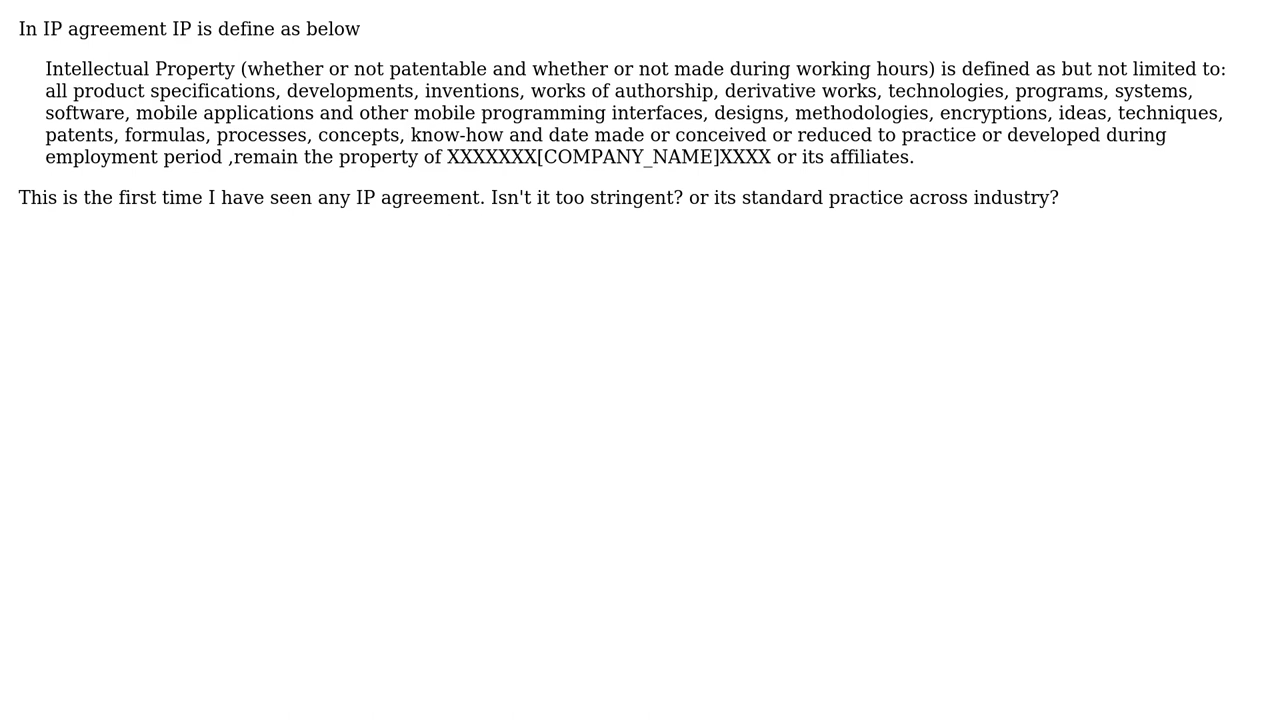 In IP agreement IP is define as below
Intellectual Property (whether or not patentable and whether or not made during working hours) is defined as but not limited to:
all product specifications, developments, inventions, works of authorship, derivative works, technologies, programs, systems,
software, mobile applications and other mobile programming interfaces, designs, methodologies, encryptions, ideas, techniques,
patents, formulas, processes, concepts, know-how and date made or conceived or reduced to practice or developed during
employment period ,remain the property of XXXXXXX[COMPANY_NAME]XXXX or its affiliates.
This is the first time I have seen any IP agreement. Isn't it too stringent? or its standard practice across industry?